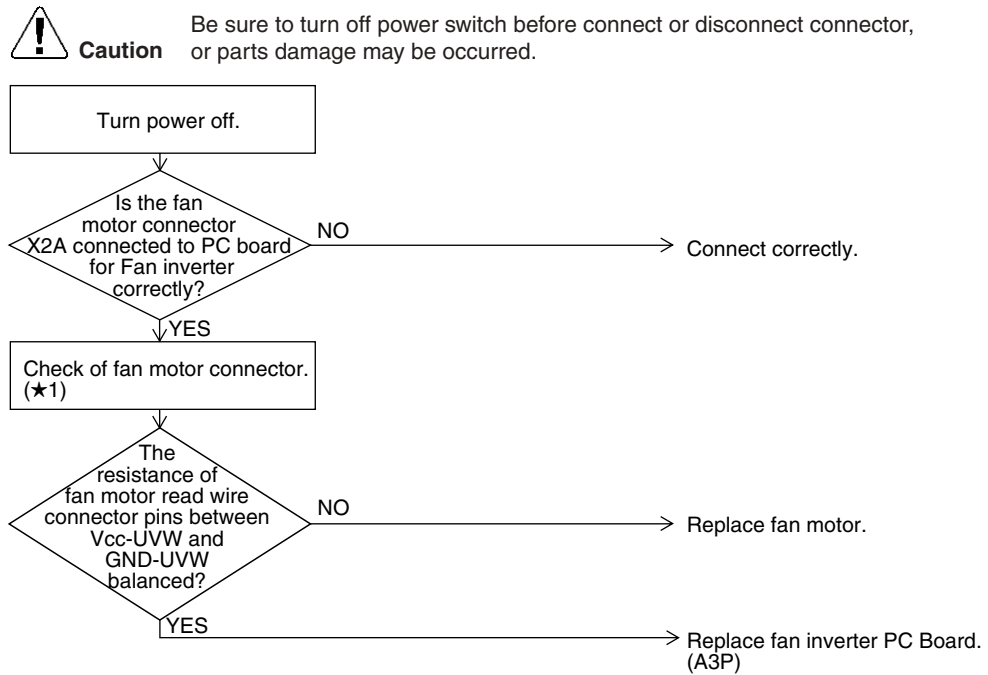 Be sure to turn off power switch before connect or disconnect connector,
Caution or parts damage may be occurred.
Turn power off.
Is the fan
motor connector
X2A connected to PC board
for Fan inverter
correctly?
NO
Connect correctly.
YES
Check of fan motor connector.
(★1)
The
resistance of
fan motor read wire
connector pins between
Vcc-UVW and
GND-UVW
balanced?
NO
Replace fan motor.
YES
Replace fan inverter PC Board.
(A3P)